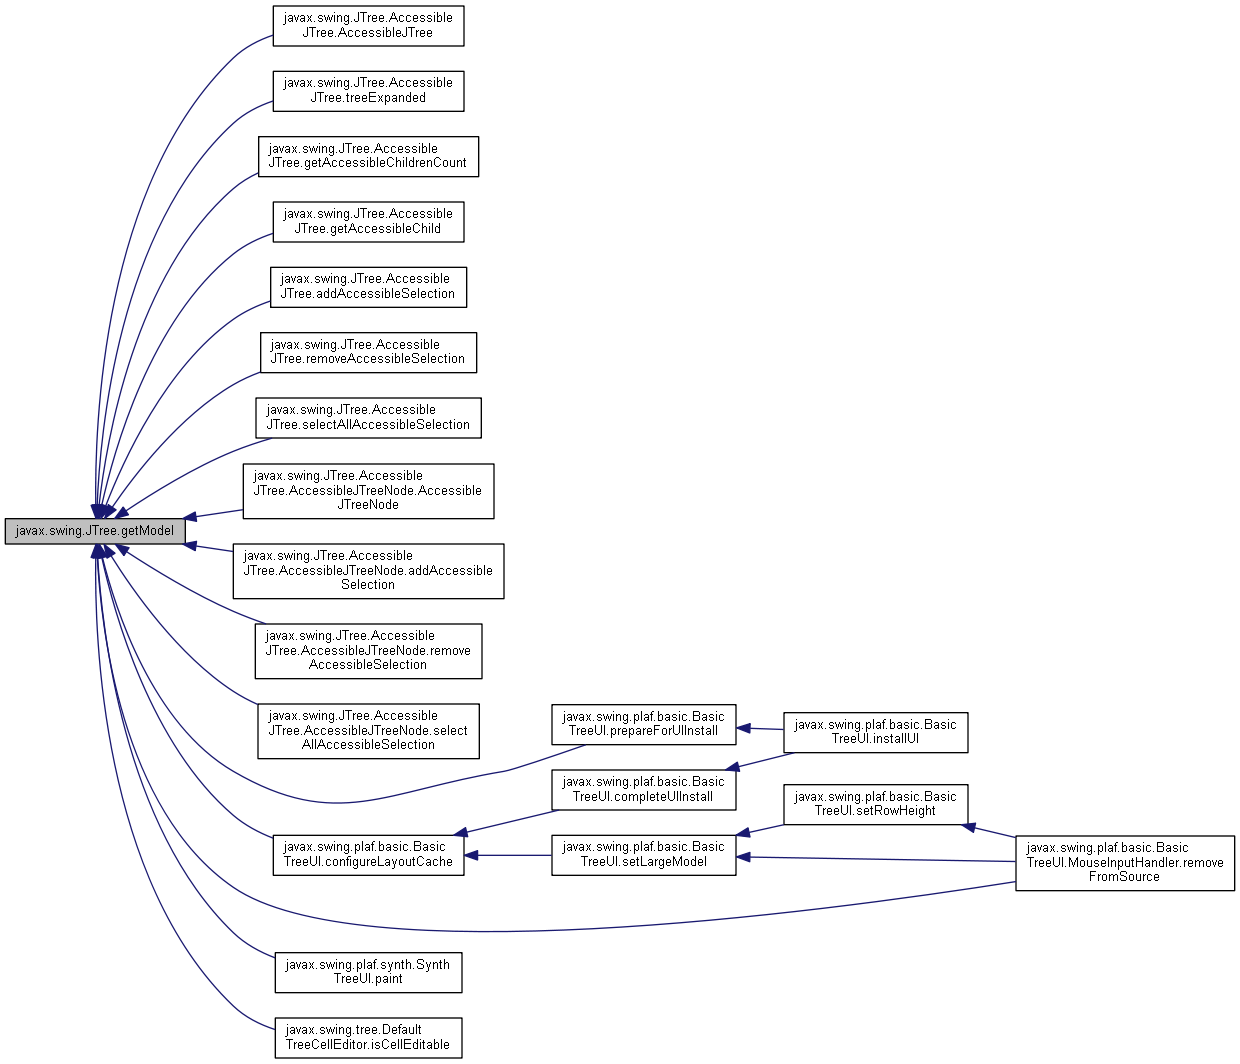 javax.swing.JTree.Accessible
JTree.AccessibleJTree
javax.swing.JTree.Accessible
JTree.treeExpanded
javax.swing.JTree.Accessible
JTree.getAccessibleChildrenCount
javax.swing.JTree.Accessible
JTree.getAccessibleChild
javax.swing.JTree.Accessible
JTree.addAccessibleSelection
javax.swing.JTree.Accessible
JTree.removeAccessibleSelection
javax.swing.JTree.Accessible
JTree.selectAllAccessibleSelection
javax.swing.JTree.Accessible
JTree.AccessibleJTreeNode.Accessible
JTreeNode
javax.swing.JTree.getModel
javax.swing.JTree.Accessible
JTree.AccessibleJTreeNode.addAccessible
Selection
javax.swing.JTree.Accessible
JTree.AccessibleJTreeNode.remove
AccessibleSelection
javax.swing.JTree.Accessible
JTree.AccessibleJTreeNode.select
AllAccessibleSelection
javax.swing.plaf.basic.Basic
TreeUI.prepareForUIInstall
javax.swing.plaf.basic.Basic
TreeUI.installUI
javax.swing.plaf.basic.Basic
TreeUI.completeUIInstall
javax.swing.plaf.basic.Basic
TreeUI.setRowHeight
javax.swing.plaf.basic.Basic
TreeUI.configureLayoutCache
javax.swing.plaf.basic.Basic
TreeUI.setLargeModel
javax.swing.plaf.basic.Basic
TreeUI.MouseInputHandler.remove
FromSource
javax.swing.plaf.synth.Synth
TreeUI.paint
javax.swing.tree.Default
TreeCellEditor.isCellEditable